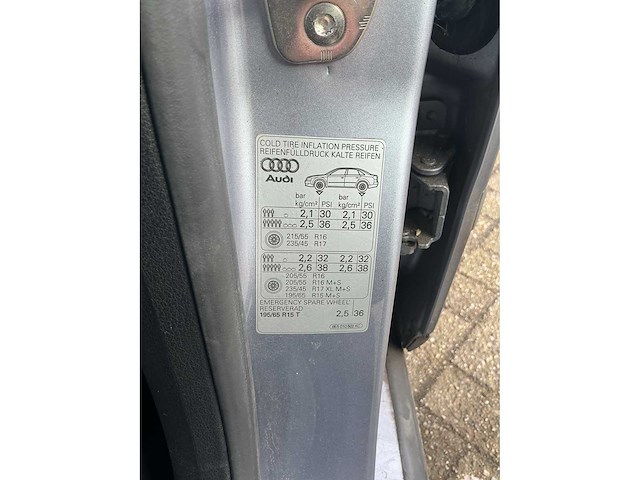 COLD TIRE INFLATION PRESSURE
REIFENFÜLLDRUCK KALTE REIFEN
Audi
bar kg/cm² PSI bar kg/cm² PSI
2,1 30 2,1 30
2,5 36 2,5 36
215/55 R16
235/45 R17
2,2 32 2,2 32
2,6 38 2,6 38
205/55 R16
205/55 R16 M+S
235/45 R17 XL M+S
195/65 R15 M+S
EMERGENCY SPARE WHEEL
RESERVERAD
195/65 R15 T 2,5 36